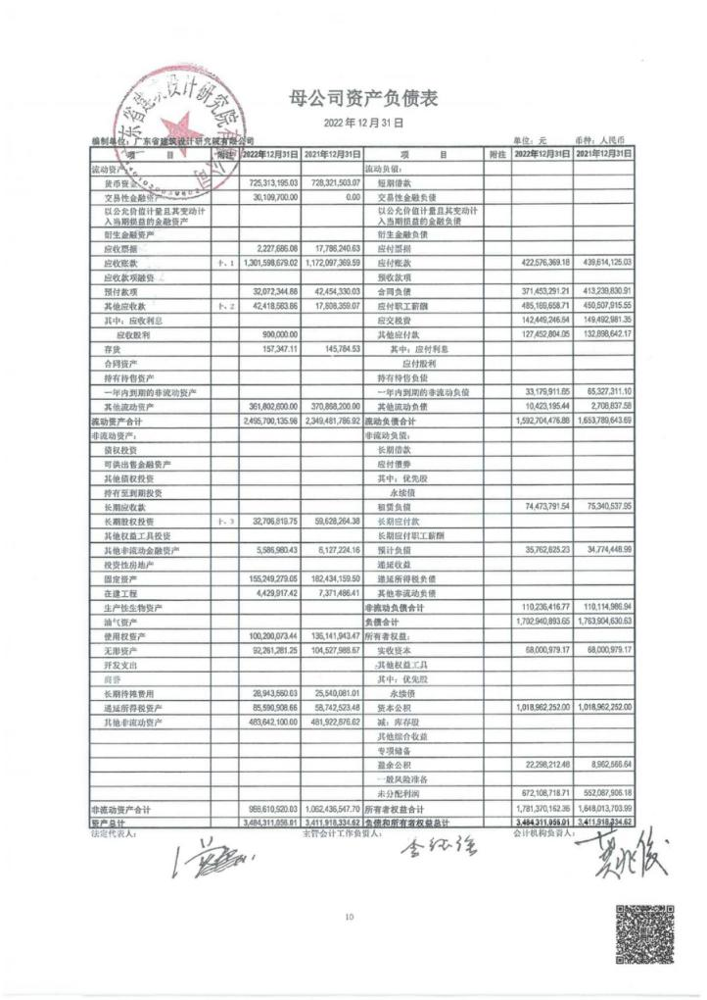 母公司资产负债表
2022年12月31日
编制单位：广东省建筑设计研究院有限公司 单位：元 币种：人民币
项 目 附注 2022年12月31日 2021年12月31日 项 目 附注 2022年12月31日 2021年12月31日
流动资产： 流动负债：
货币资金 725,313,195.03 728,321,503.07 短期借款
交易性金融资产 30,109,700.00 0.00 交易性金融负债
以公允价值计量且其变动计入当期损益的金融资产 以公允价值计量且其变动计入当期损益的金融负债
衍生金融资产 衍生金融负债
应收票据 2,227,686.08 17,786,240.63 应付票据
应收账款 十、1 1,301,598,679.02 1,172,097,369.59 应付账款 422,576,369.18 439,614,125.03
应收款项融资 预收款项
预付款项 32,072,344.88 42,454,330.03 合同负债 371,453,291.21 413,239,830.91
其他应收款 十、2 42,418,583.86 17,808,359.07 应付职工薪酬 485,169,658.71 450,507,915.55
其中：应收利息 应交税费 142,449,246.54 149,492,981.35
应收股利 900,000.00 其他应付款 127,452,804.05 132,898,642.17
存货 157,347.11 145,784.53 其中：应付利息
合同资产 应付股利
持有待售资产 持有待售负债
一年内到期的非流动资产 一年内到期的非流动负债 33,179,911.65 65,327,311.10
其他流动资产 361,802,600.00 370,868,200.00 其他流动负债 10,423,195.44 2,708,837.58
流动资产合计 2,495,700,135.98 2,349,481,786.92 流动负债合计 1,592,704,476.88 1,653,789,643.69
非流动资产： 非流动负债：
债权投资 长期借款
可供出售金融资产 应付债券
其他债权投资 其中：优先股
持有至到期投资 永续债
长期应收款 租赁负债 74,473,791.54 75,340,537.95
长期股权投资 十、3 32,706,819.75 59,628,264.38 长期应付款
其他权益工具投资 长期应付职工薪酬
其他非流动金融资产 5,586,980.43 6,127,224.16 预计负债 35,762,625.23 34,774,448.99
投资性房地产 递延收益
固定资产 155,249,279.05 162,434,159.50 递延所得税负债
在建工程 4,429,917.42 7,371,486.41 其他非流动负债
生产性生物资产 非流动负债合计 110,236,416.77 110,114,986.94
油气资产 负债合计 1,702,940,893.65 1,763,904,630.63
使用权资产 100,200,073.44 136,141,943.47 所有者权益：
无形资产 92,261,281.25 104,527,988.67 实收资本 68,000,979.17 68,000,979.17
开发支出 其他权益工具
商誉 其中：优先股
长期待摊费用 28,943,560.63 25,540,081.01 永续债
递延所得税资产 85,590,908.66 58,742,523.48 资本公积 1,018,962,252.00 1,018,962,252.00
其他非流动资产 483,642,100.00 481,922,876.62 减：库存股
其他综合收益
专项储备
盈余公积 22,298,212.48 8,962,566.64
一般风险准备
未分配利润 672,108,718.71 552,087,906.18
非流动资产合计 988,610,920.03 1,062,436,547.70 所有者权益合计 1,781,370,162.36 1,648,013,703.99
资产总计 3,484,311,056.01 3,411,918,334.62 负债和所有者权益总计 3,484,311,056.01 3,411,918,334.62
法定代表人： 主管会计工作负责人： 会计机构负责人：
10